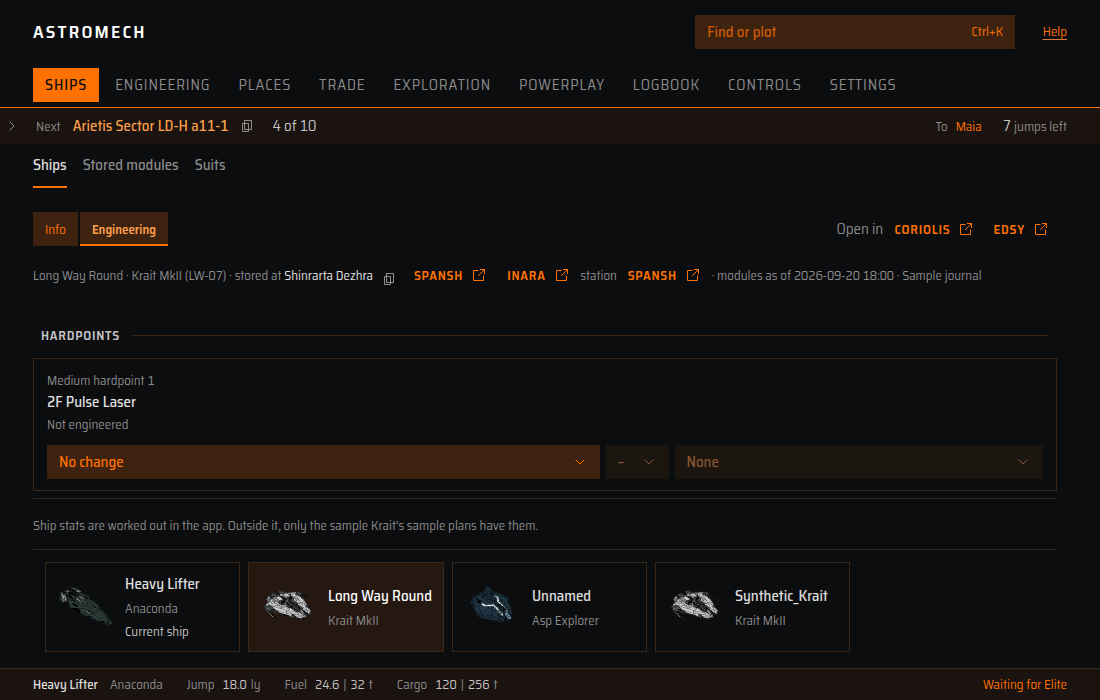 ASTROMECH
Find or plot Ctrl+K Help
SHIPS ENGINEERING PLACES TRADE EXPLORATION POWERPLAY LOGBOOK CONTROLS SETTINGS
Next Arietis Sector LD-H a11-1 4 of 10 To Maia 7 jumps left
Ships Stored modules Suits
Info Engineering Open in CORIOLIS EDSY
Long Way Round · Krait MkII (LW-07) · stored at Shinrarta Dezhra SPANSH INARA station SPANSH · modules as of 2026-09-20 18:00 · Sample journal
HARDPOINTS
Medium hardpoint 1
2F Pulse Laser
Not engineered
No change – None
Ship stats are worked out in the app. Outside it, only the sample Krait's sample plans have them.
Heavy Lifter
Anaconda
Current ship
Long Way Round
Krait MkII
Unnamed
Asp Explorer
Synthetic_Krait
Krait MkII
Heavy Lifter Anaconda Jump 18.0 ly Fuel 24.6 | 32 t Cargo 120 | 256 t Waiting for Elite